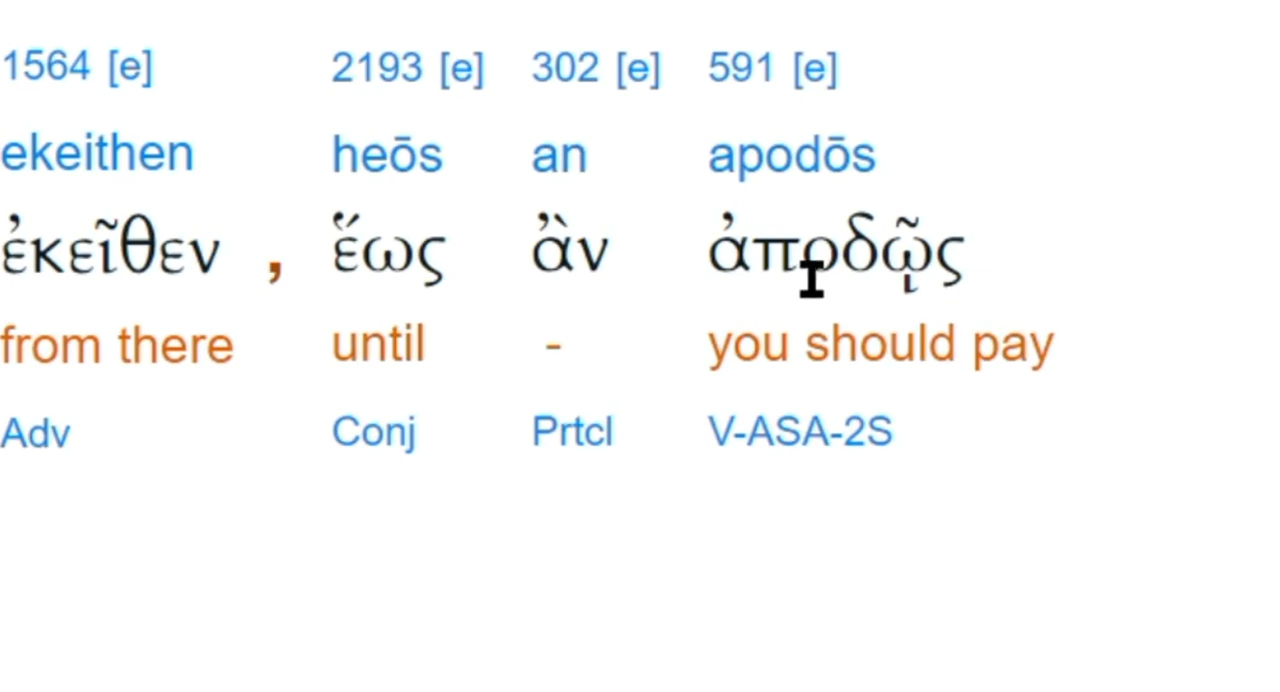 1564 [e] 2193 [e] 302 [e] 591 [e]
ekeithen heōs an apodōs
ἐκεῖθεν , ἕως ἂν ἀποδῷς
from there until - you should pay
Adv Conj Prtcl V-ASA-2S